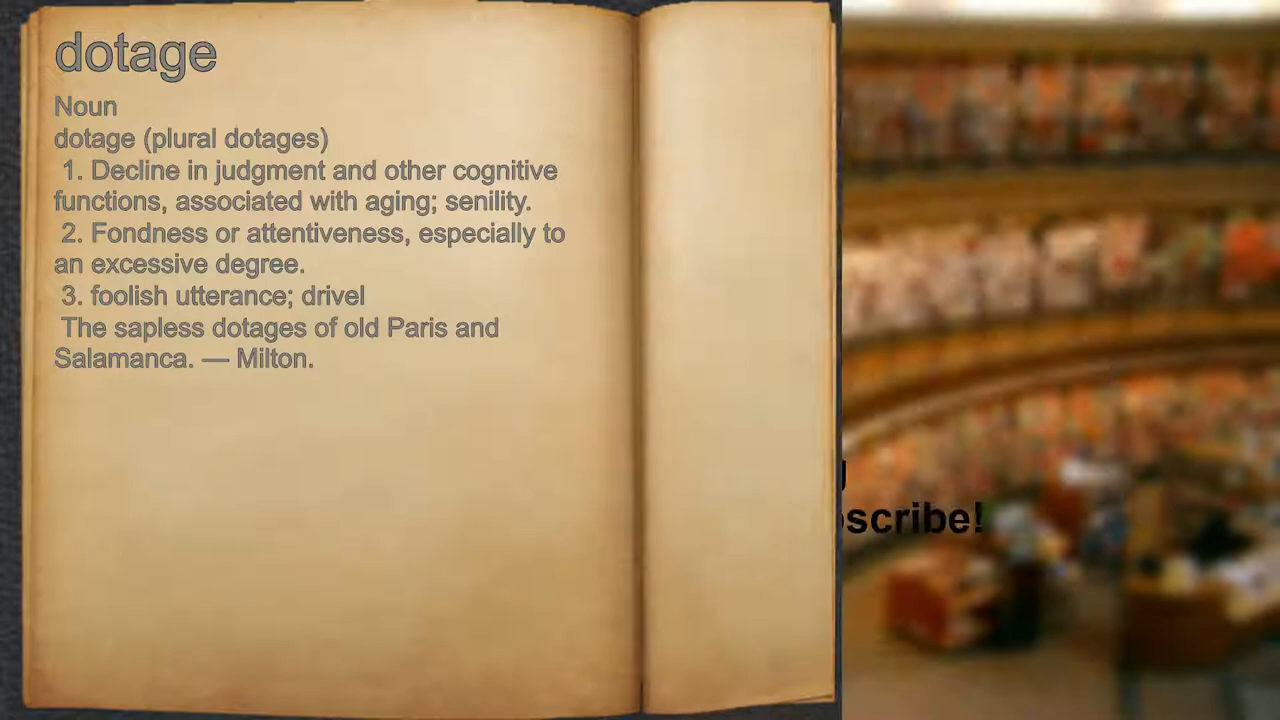 dotage
Noun
dotage (plural dotages)
1. Decline in judgment and other cognitive
functions, associated with aging; senility.
2. Fondness or attentiveness, especially to
an excessive degree.
3. foolish utterance; drivel
The sapless dotages of old Paris and
Salamanca. — Milton.
scribe!